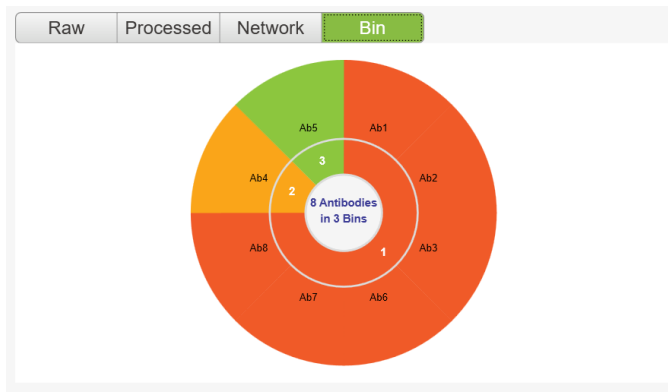 Raw Processed Network Bin
Ab5 Ab1
3
Ab4 Ab2
2
8 Antibodies
in 3 Bins
Ab8 Ab3
1
Ab7 Ab6